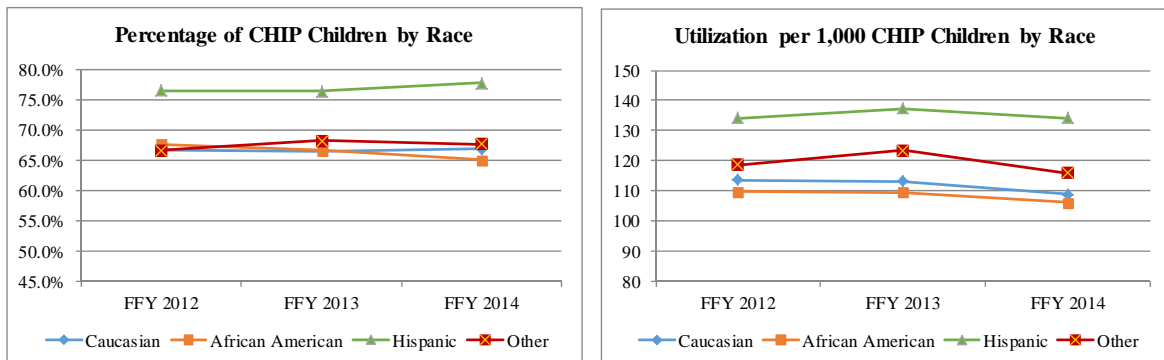 Percentage of CHIP Children by Race
80.0%
75.0%
70.0%
65.0%
60.0%
55.0%
50.0%
45.0%
FFY 2012 FFY 2013 FFY 2014
Caucasian African American Hispanic Other
Utilization per 1,000 CHIP Children by Race
150
140
130
120
110
100
90
80
FFY 2012 FFY 2013 FFY 2014
Caucasian African American Hispanic Other